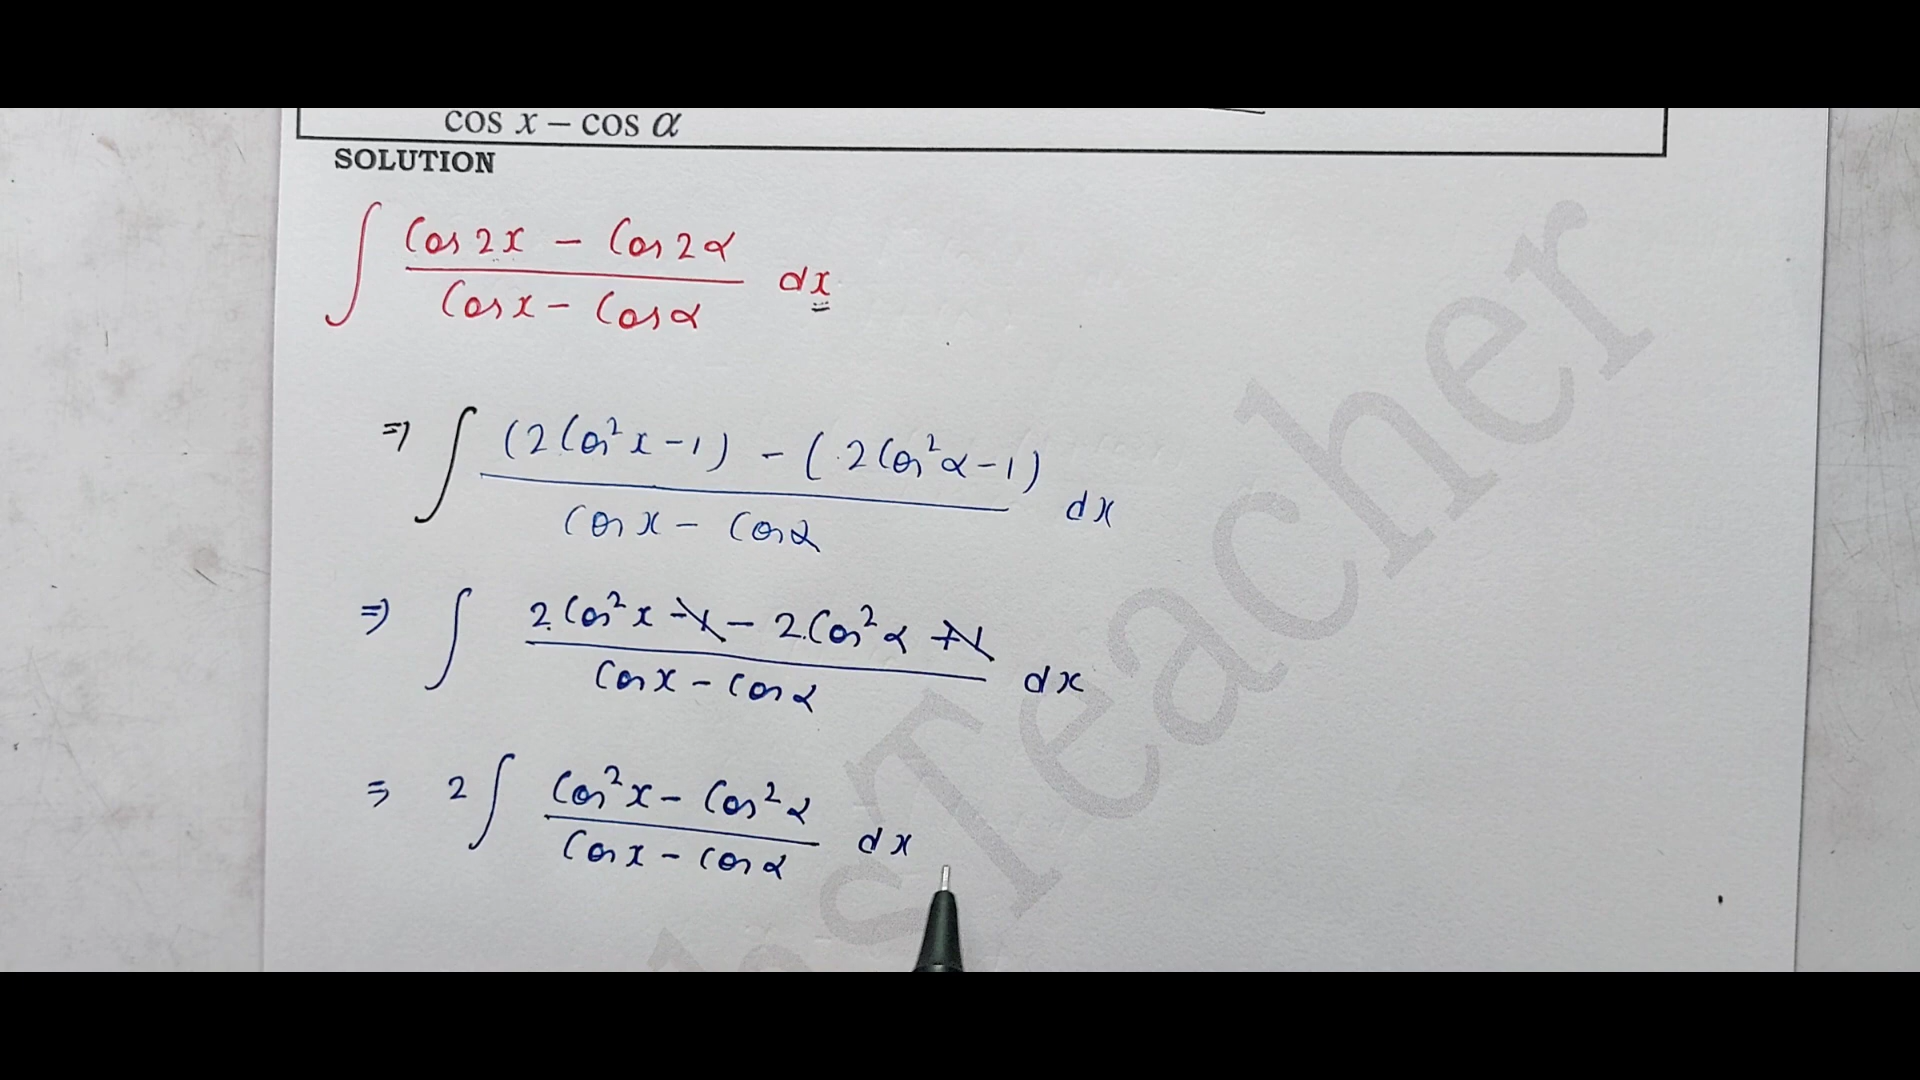 cos x − cos α
SOLUTION
∫ (Cos 2x − Cos 2α) / (Cos x − Cos α) dx
⇒ ∫ ((2Cos²x − 1) − (2Cos²α − 1)) / (Cos x − Cos α) dx
⇒ ∫ (2Cos²x − 1 − 2Cos²α + 1) / (Cos x − Cos α) dx
⇒ 2∫ (Cos²x − Cos²α) / (Cos x − Cos α) dx
sTeacher